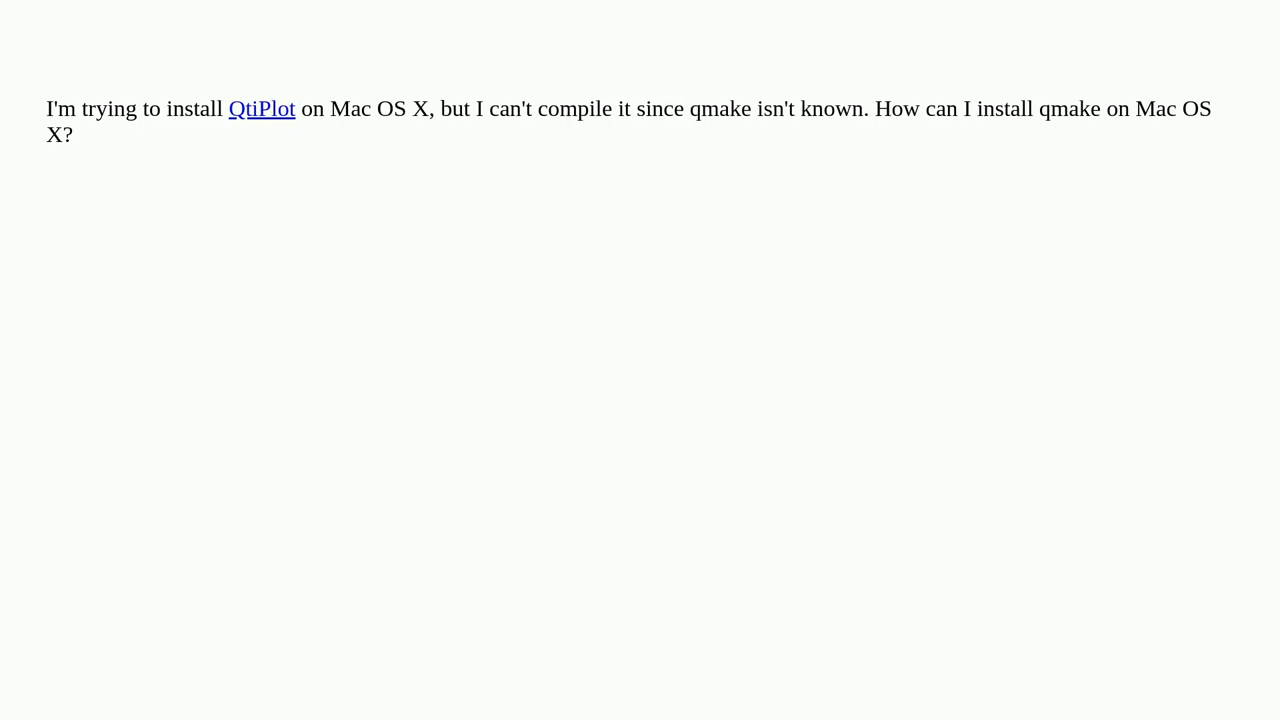 I'm trying to install QtiPlot on Mac OS X, but I can't compile it since qmake isn't known. How can I install qmake on Mac OS
X?